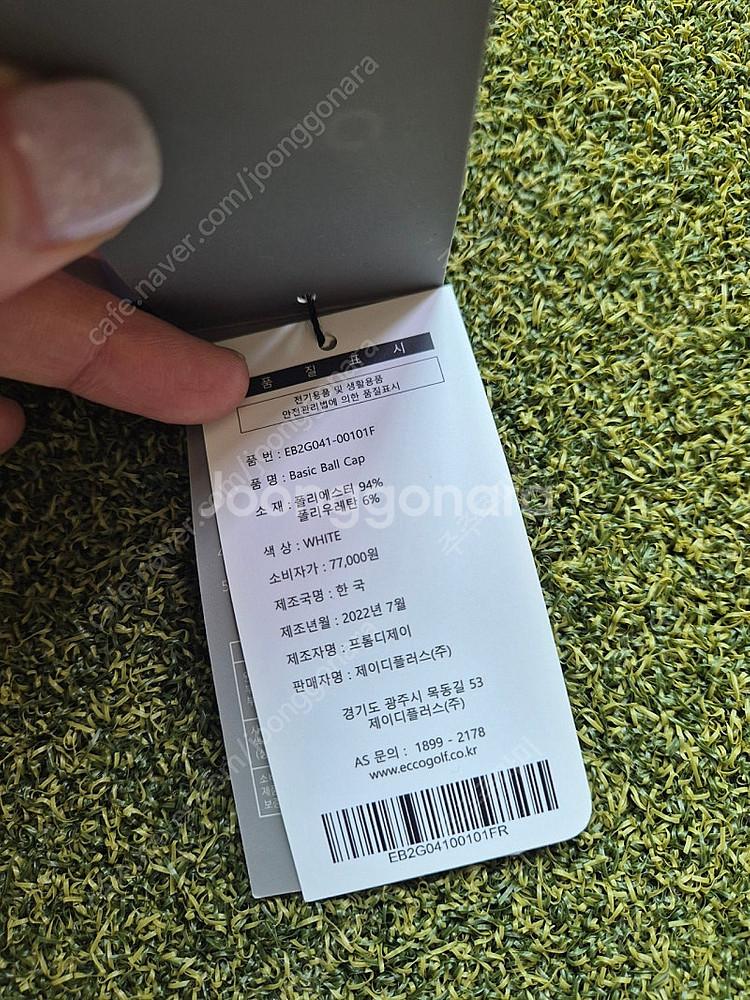 품 질 표 시
전기용품 및 생활용품
안전관리법에 의한 품질표시
품 번 : EB2G041-00101F
품 명 : Basic Ball Cap
소 재 : 폴리에스터 94%
폴리우레탄 6%
색 상 : WHITE
소비자가 : 77,000원
제조국명 : 한 국
제조년월 : 2022년 7월
제조자명 : 프롬디제이
판매자명 : 제이디플러스(주)
경기도 광주시 목동길 53
제이디플러스(주)
AS 문의 : 1899 - 2178
www.eccogolf.co.kr
EB2G04100101FR
Joonggonara
cafe.naver.com/joonggonara